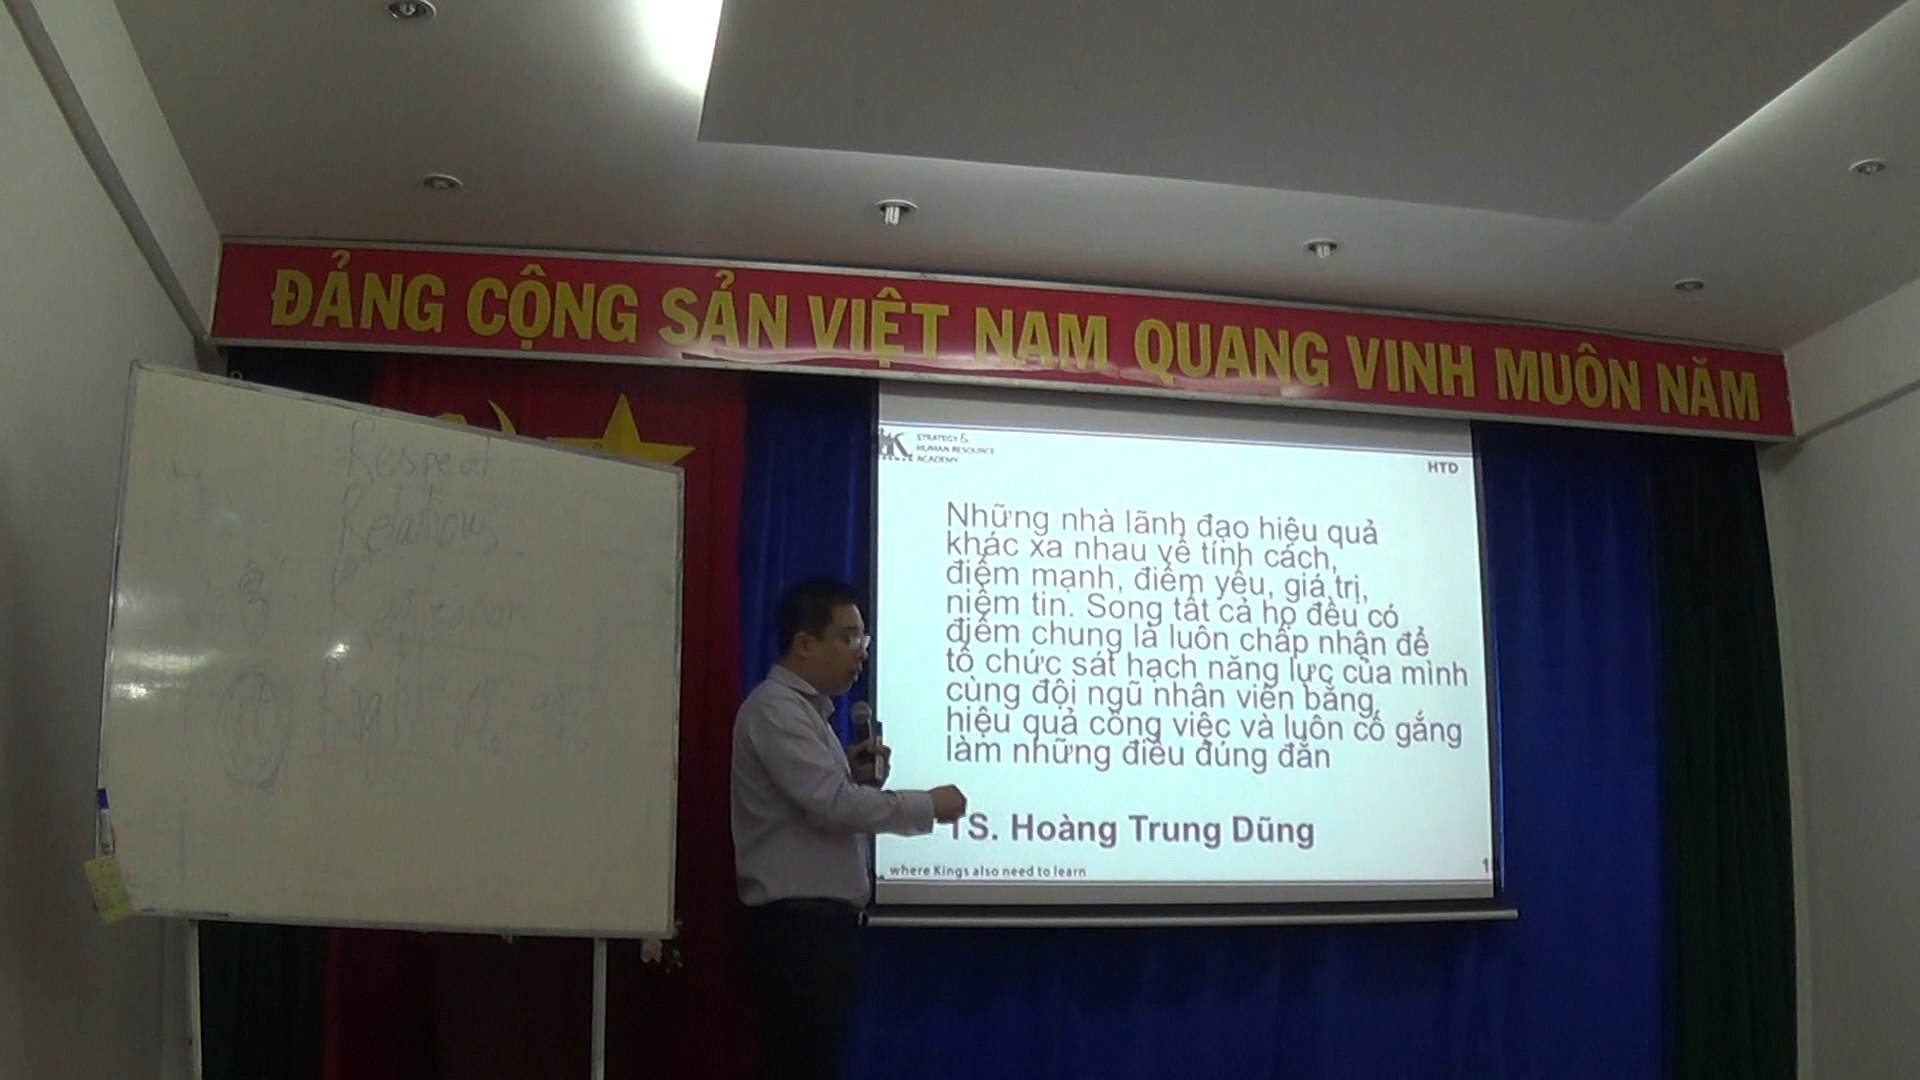 ĐẢNG CỘNG SẢN VIỆT NAM QUANG VINH MUÔN NĂM
Respect
Relations
STRATEGY &
HUMAN RESOURCE
ACADEMY
HTD
Những nhà lãnh đạo hiệu quả
khác xa nhau về tính cách,
điểm mạnh, điểm yếu, giá trị,
niềm tin. Song tất cả họ đều có
điểm chung là luôn chấp nhận để
tổ chức sát hạch năng lực của mình
cùng đội ngũ nhân viên bằng
hiệu quả công việc và luôn cố gắng
làm những điều đúng đắn
TS. Hoàng Trung Dũng
where Kings also need to learn